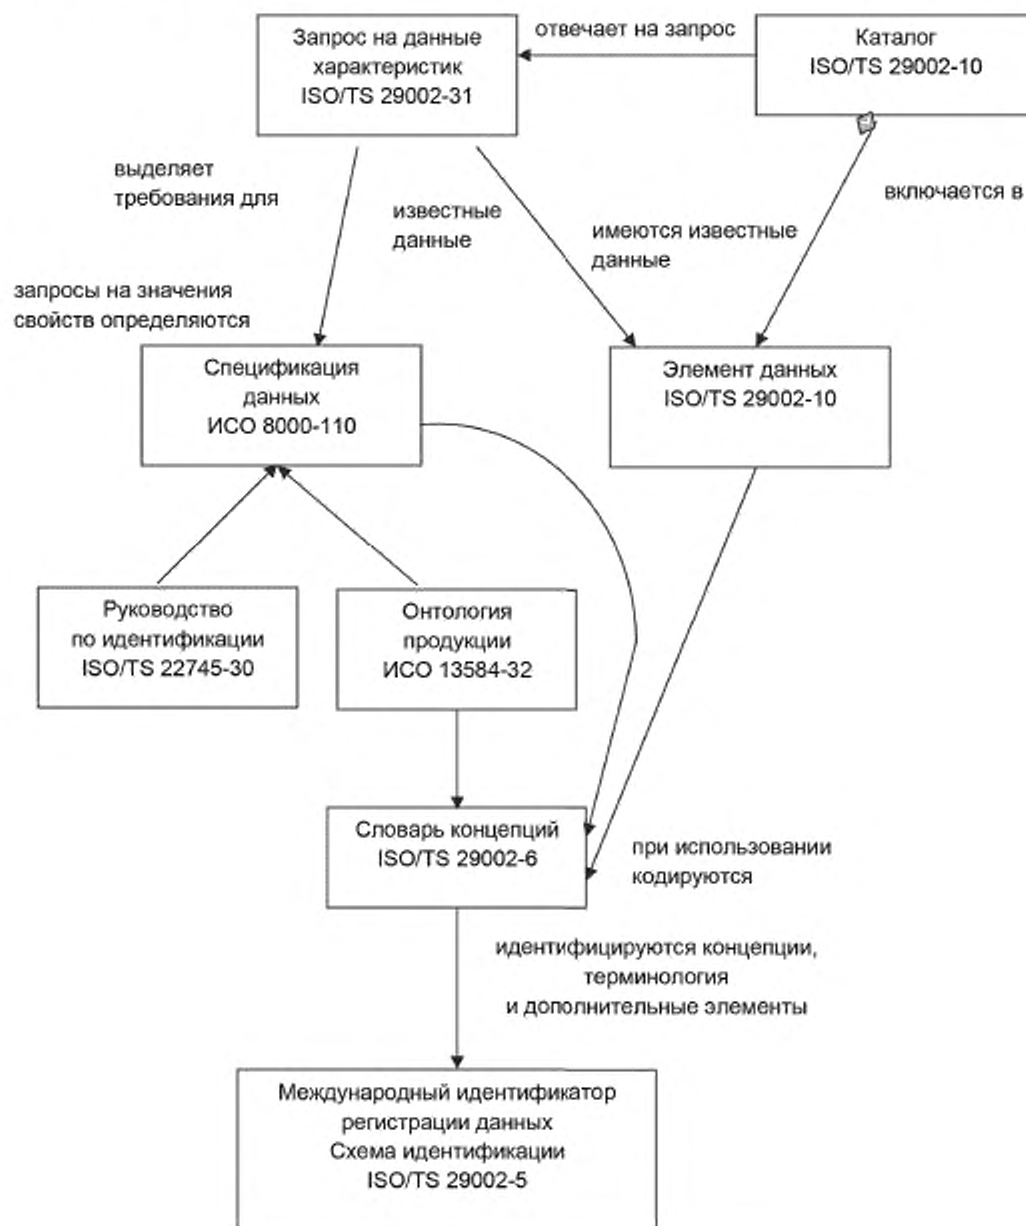 Запрос на данные
характеристик
ISO/TS 29002-31
отвечает на запрос
Каталог
ISO/TS 29002-10
выделяет
требования для
известные
данные
имеются известные
данные
включается в
запросы на значения
свойств определяются
Спецификация
данных
ИСО 8000-110
Элемент данных
ISO/TS 29002-10
Руководство
по идентификации
ISO/TS 22745-30
Онтология
продукции
ИСО 13584-32
Словарь концепций
ISO/TS 29002-6
при использовании
кодируются
идентифицируются концепции,
терминология
и дополнительные элементы
Международный идентификатор
регистрации данных
Схема идентификации
ISO/TS 29002-5